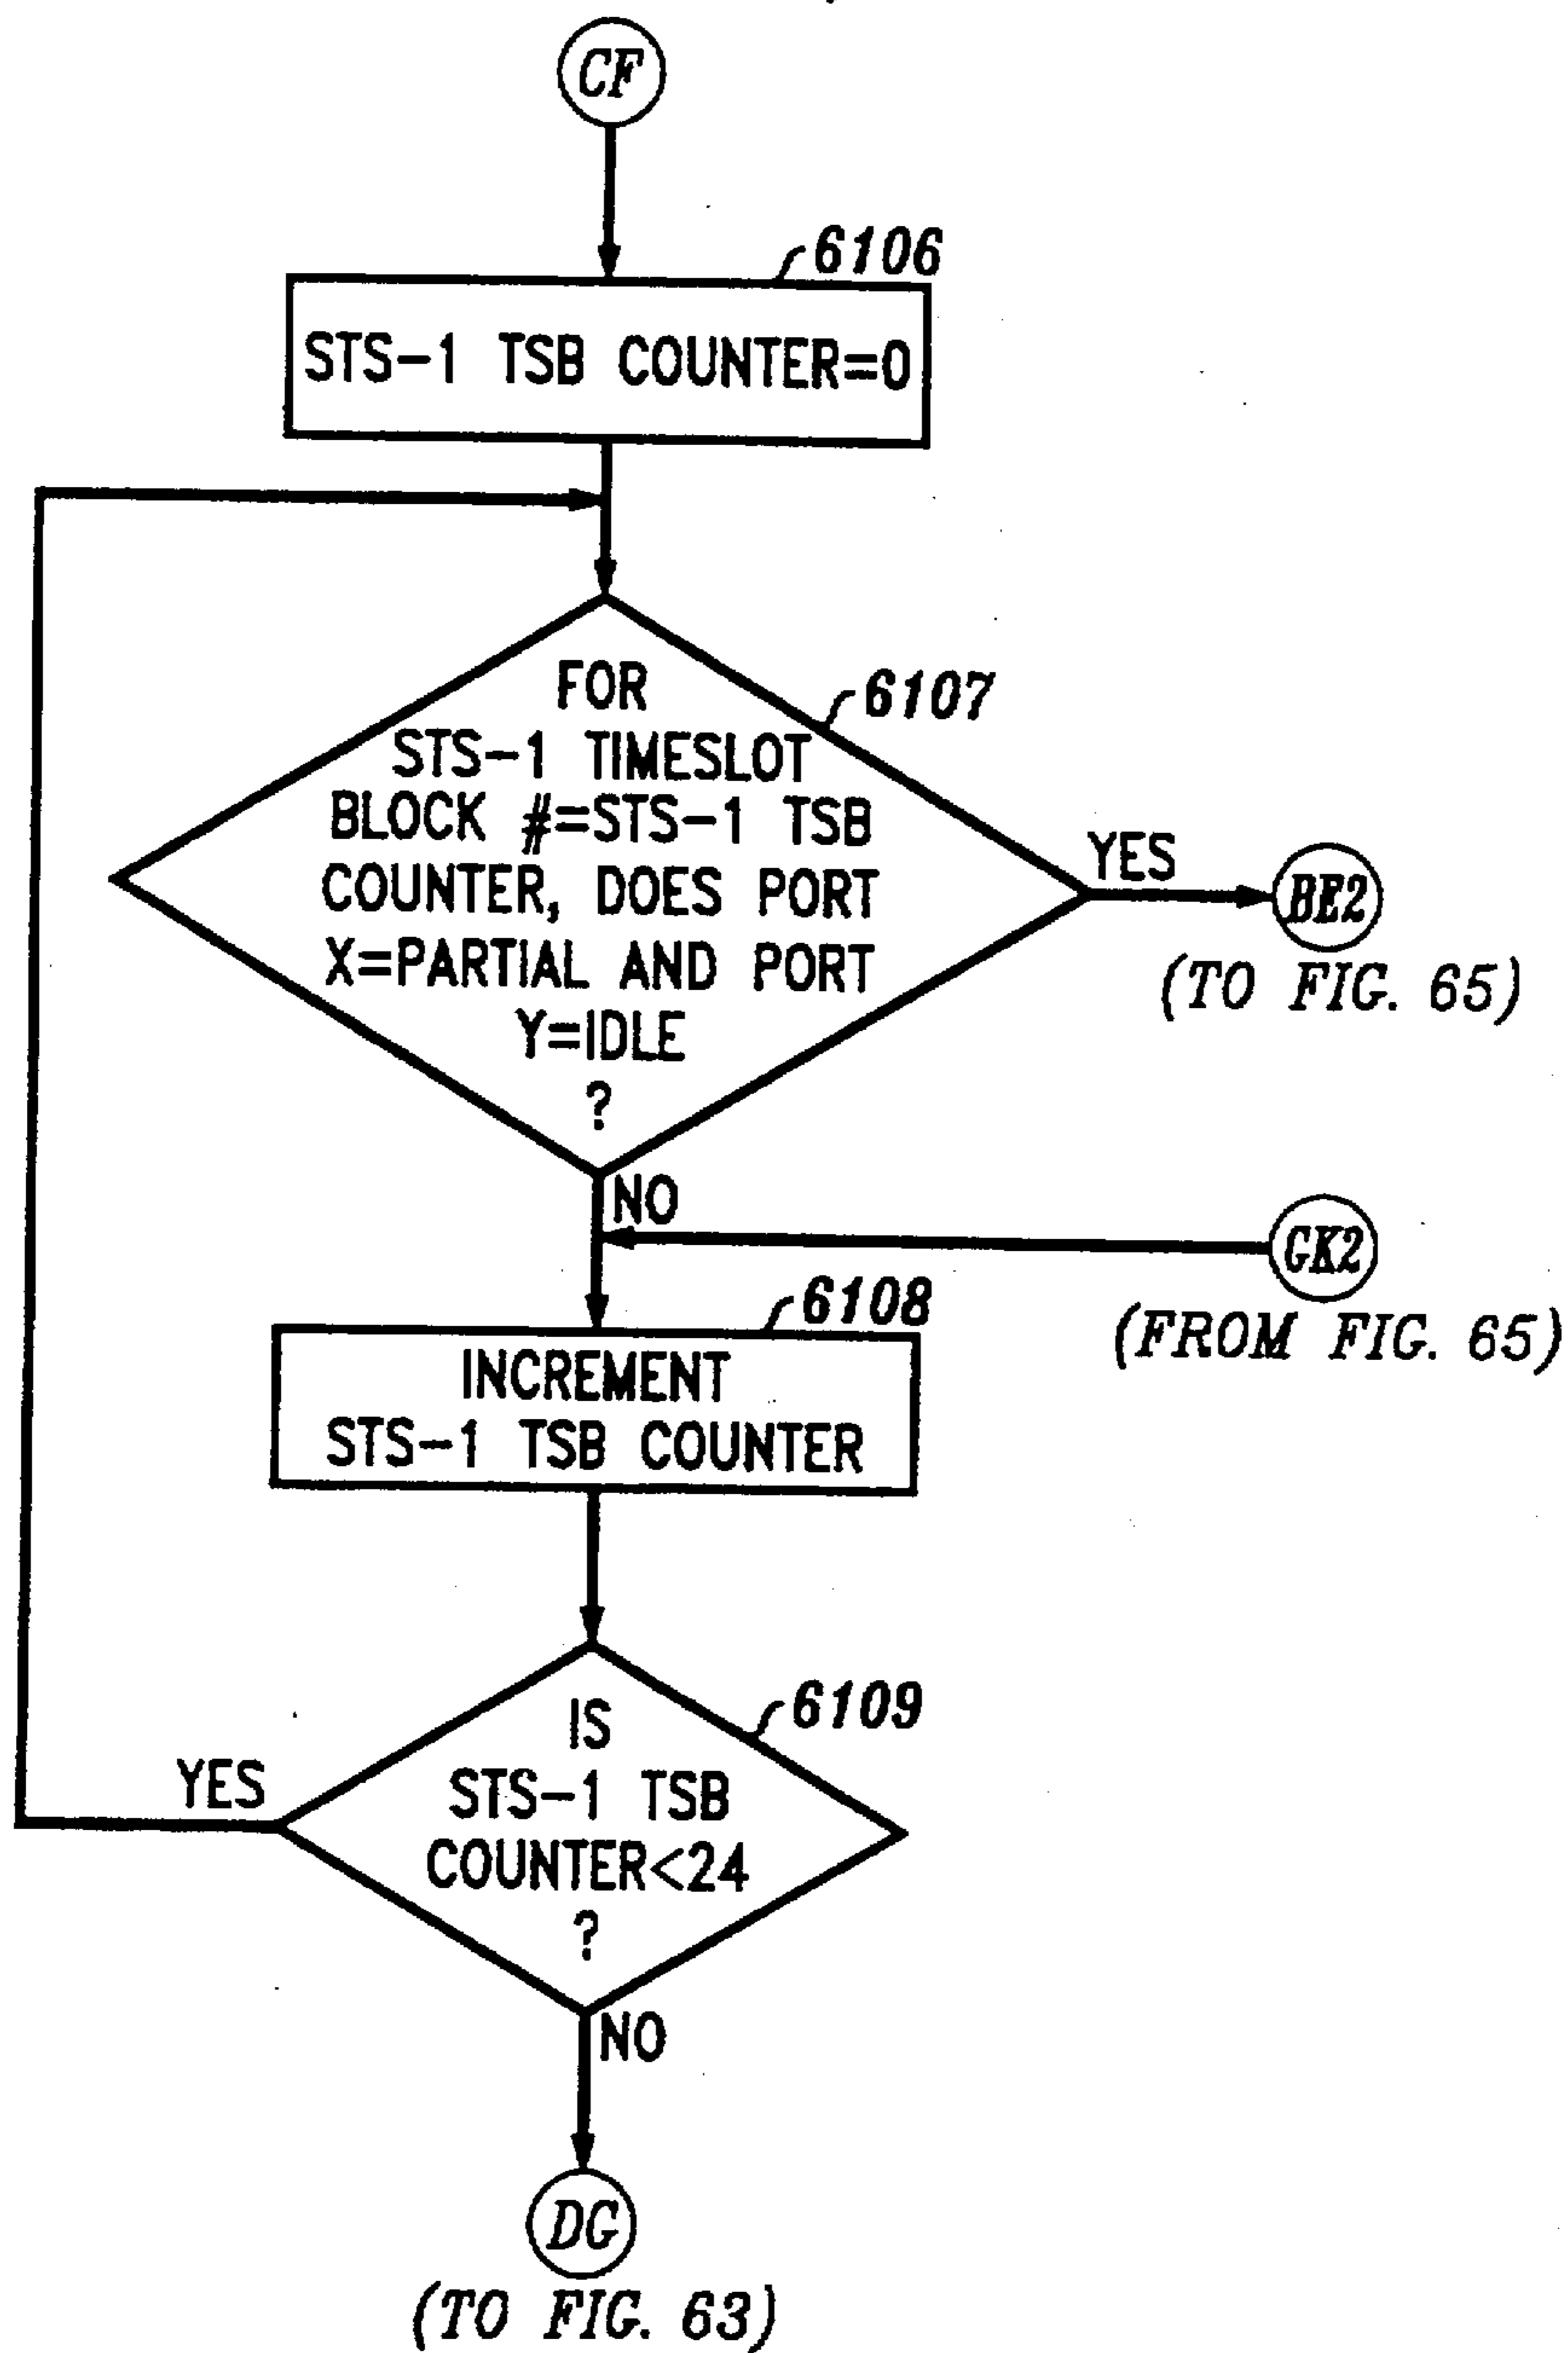 CF
6106
STS-1 TSB COUNTER=0
FOR
STS-1 TIMESLOT
BLOCK #=STS-1 TSB
COUNTER, DOES PORT
X=PARTIAL AND PORT
Y=IDLE
?
6107
YES
BE2
(TO FIG. 65)
NO
GK2
(FROM FIG. 65)
6108
INCREMENT
STS-1 TSB COUNTER
6109
IS
STS-1 TSB
COUNTER<24
?
YES
NO
DG
(TO FIG. 63)